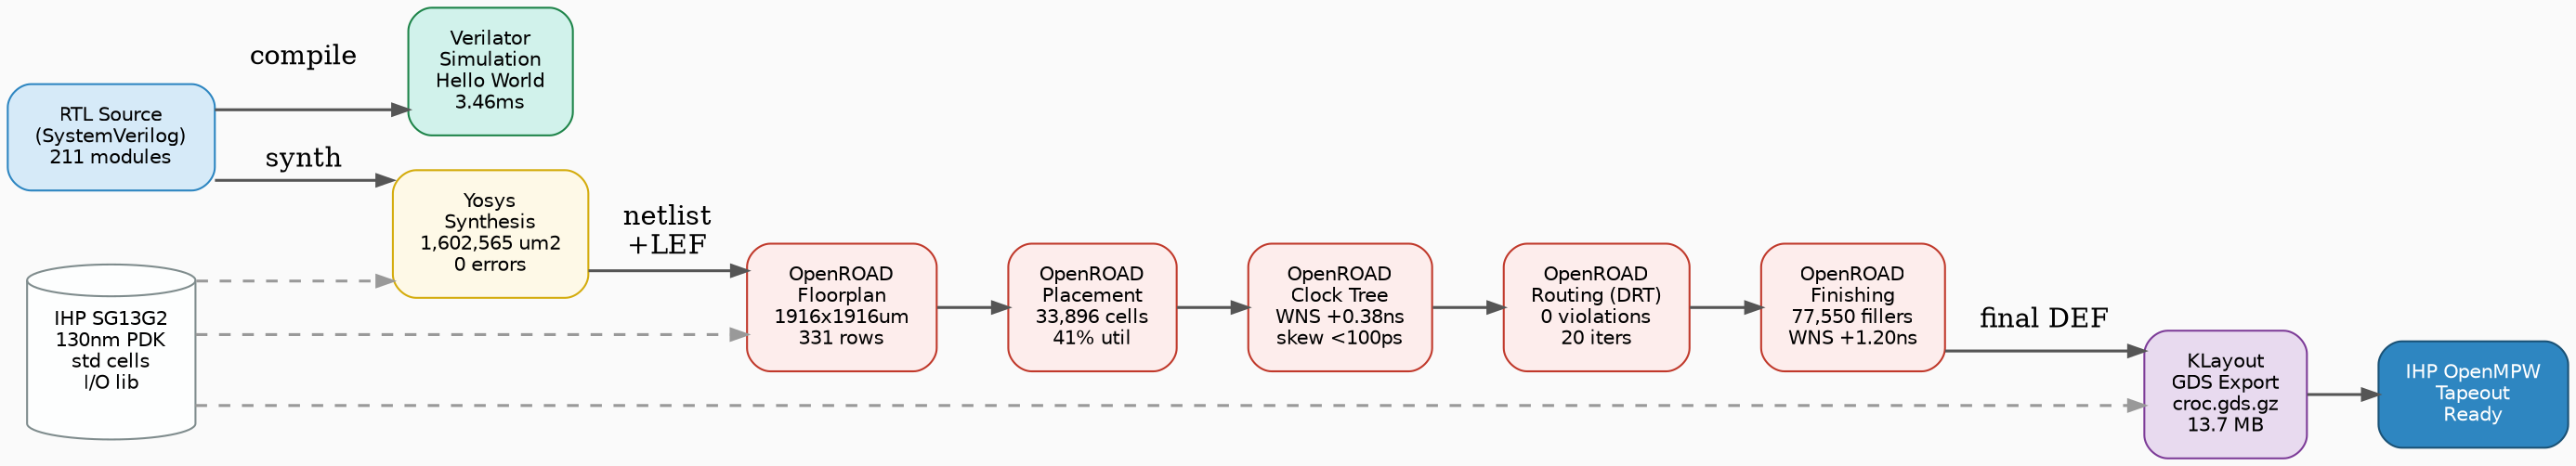 compile
Verilator
Simulation
Hello World
3.46ms
RTL Source
(SystemVerilog)
211 modules
synth
Yosys
Synthesis
1,602,565 um2
0 errors
netlist
+LEF
IHP SG13G2
130nm PDK
std cells
I/O lib
OpenROAD
Floorplan
1916x1916um
331 rows
OpenROAD
Placement
33,896 cells
41% util
OpenROAD
Clock Tree
WNS +0.38ns
skew <100ps
OpenROAD
Routing (DRT)
0 violations
20 iters
OpenROAD
Finishing
77,550 fillers
WNS +1.20ns
final DEF
KLayout
GDS Export
croc.gds.gz
13.7 MB
IHP OpenMPW
Tapeout
Ready